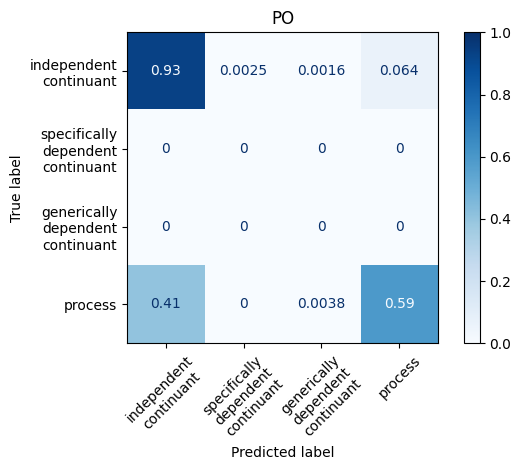 PO
True label
independent
continuant
0.93 0.0025 0.0016 0.064
specifically
dependent
continuant
0 0 0 0
generically
dependent
continuant
0 0 0 0
process
0.41 0 0.0038 0.59
independent
continuant
specifically
dependent
continuant
generically
dependent
continuant
process
Predicted label
1.0
0.8
0.6
0.4
0.2
0.0